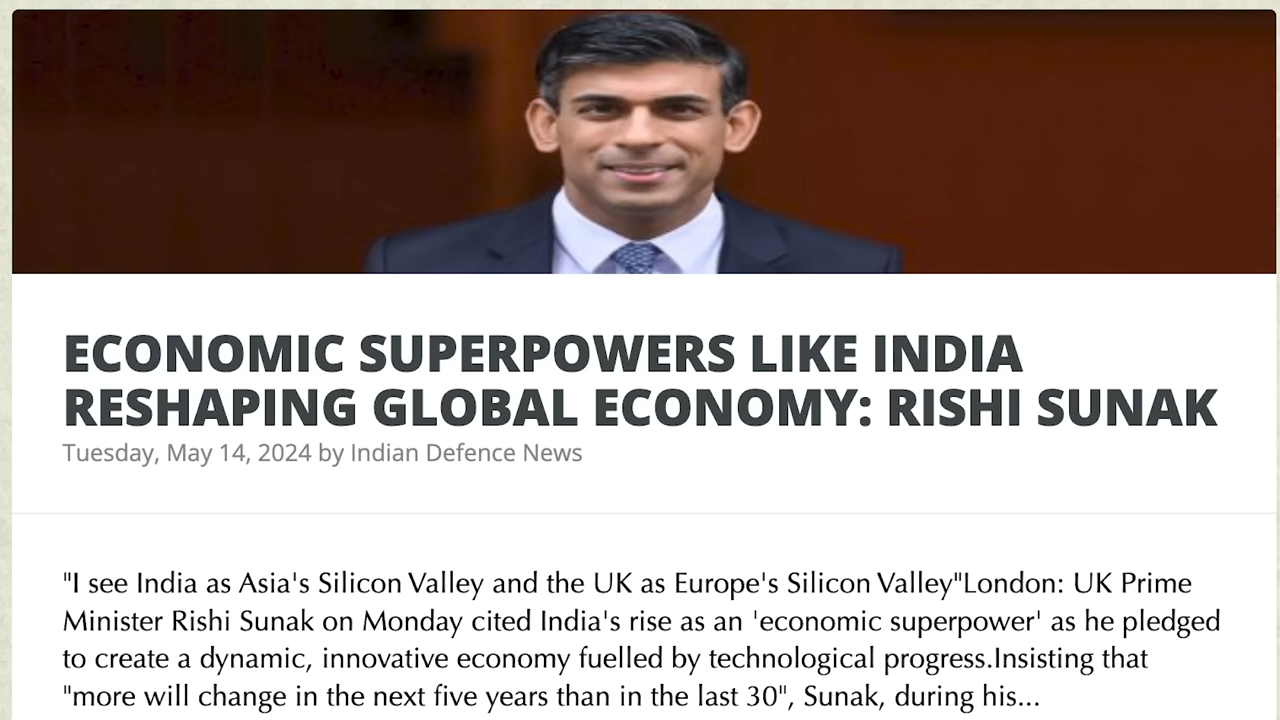 ECONOMIC SUPERPOWERS LIKE INDIA
RESHAPING GLOBAL ECONOMY: RISHI SUNAK
Tuesday, May 14, 2024 by Indian Defence News
"I see India as Asia's Silicon Valley and the UK as Europe's Silicon Valley"London: UK Prime
Minister Rishi Sunak on Monday cited India's rise as an 'economic superpower' as he pledged
to create a dynamic, innovative economy fuelled by technological progress.Insisting that
"more will change in the next five years than in the last 30", Sunak, during his...